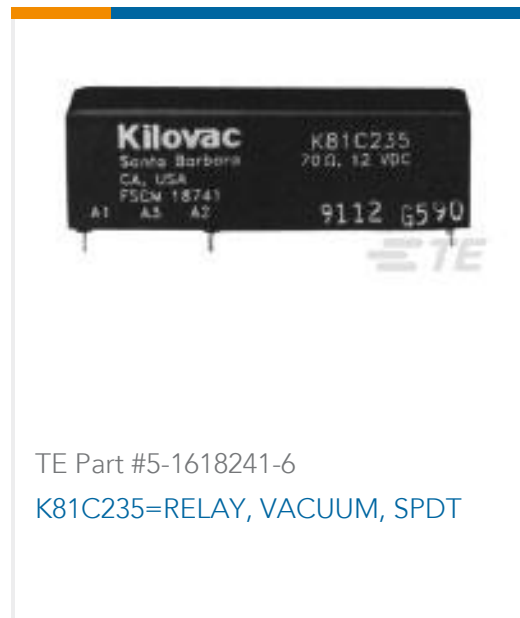 Kilovac
Santa Barbara
CA, USA
FSCM 18741
A1 A3 A2
K81C235
70Ω, 12 VDC
9112 G590
TE
TE Part #5-1618241-6
K81C235=RELAY, VACUUM, SPDT